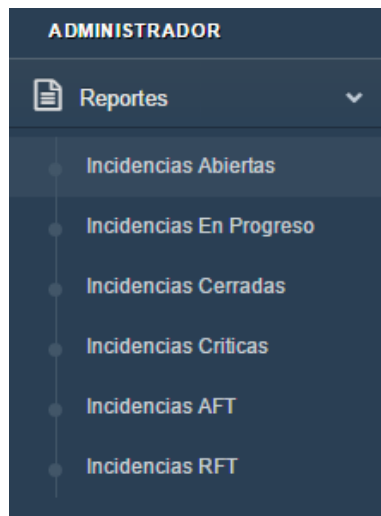 ADMINISTRADOR
Reportes
Incidencias Abiertas
Incidencias En Progreso
Incidencias Cerradas
Incidencias Criticas
Incidencias AFT
Incidencias RFT